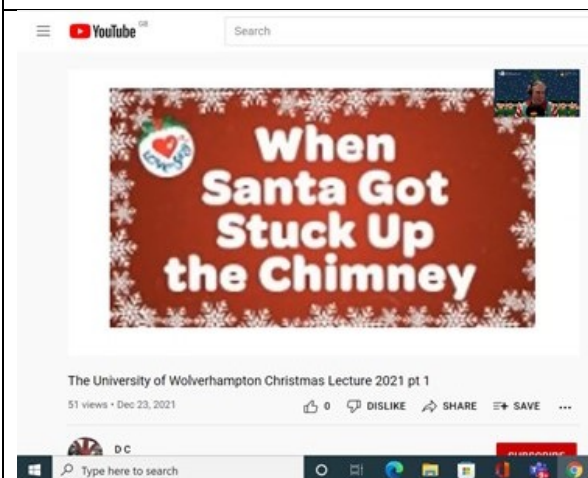 YouTube GB
Search
When
Santa Got
Stuck Up
the Chimney
The University of Wolverhampton Christmas Lecture 2021 pt 1
51 views • Dec 23, 2021
0
DISLIKE
SHARE
SAVE
D C
SUBSCRIBE
Type here to search